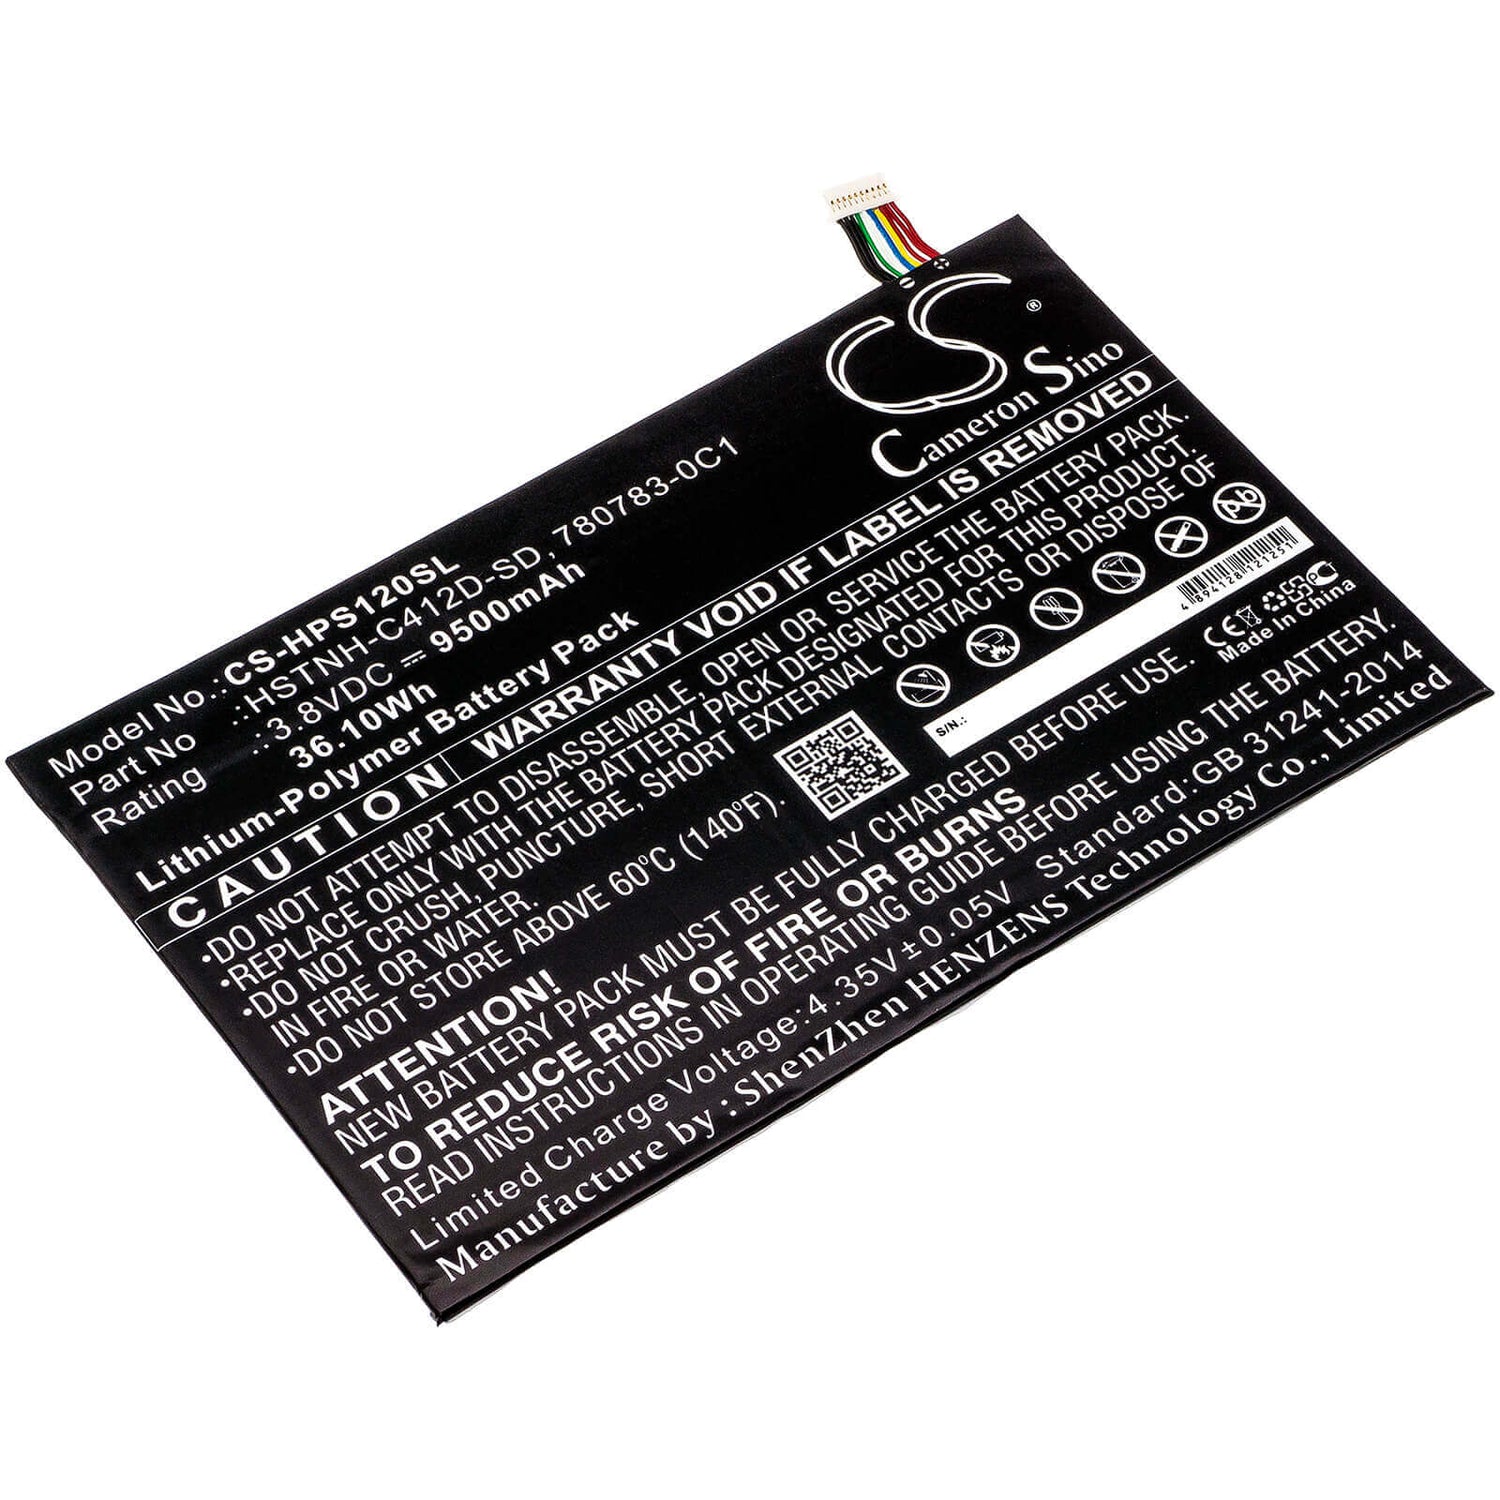 CS
®
Cameron Sino
Model No.:CS-HPS120SL
Part No :HSTNH-C412D-SD, 780783-0C1
Rating :3.8VDC ⎓ 9500mAh
36.10Wh
Lithium-Polymer Battery Pack
CAUTION WARRANTY VOID IF LABEL IS REMOVED
•DO NOT ATTEMPT TO DISASSEMBLE, OPEN OR SERVICE THE BATTERY PACK.
•REPLACE ONLY WITH THE BATTERY PACK DESIGNATED FOR THIS PRODUCT.
•DO NOT CRUSH, PUNCTURE, SHORT EXTERNAL CONTACTS OR DISPOSE OF
IN FIRE OR WATER.
•DO NOT STORE ABOVE 60ºC (140ºF).
Pb
4894128121251
S/N.:
CE
Made in China
ATTENTION!
NEW BATTERY PACK MUST BE FULLY CHARGED BEFORE USE.
TO REDUCE RISK OF FIRE OR BURNS
READ INSTRUCTIONS IN OPERATING GUIDE BEFORE USING THE BATTERY.
Limited Charge Voltage:4.35V±0.05V Standard:GB 31241-2014
Manufacture by : ShenZhen HENZENS Technology Co., Limited